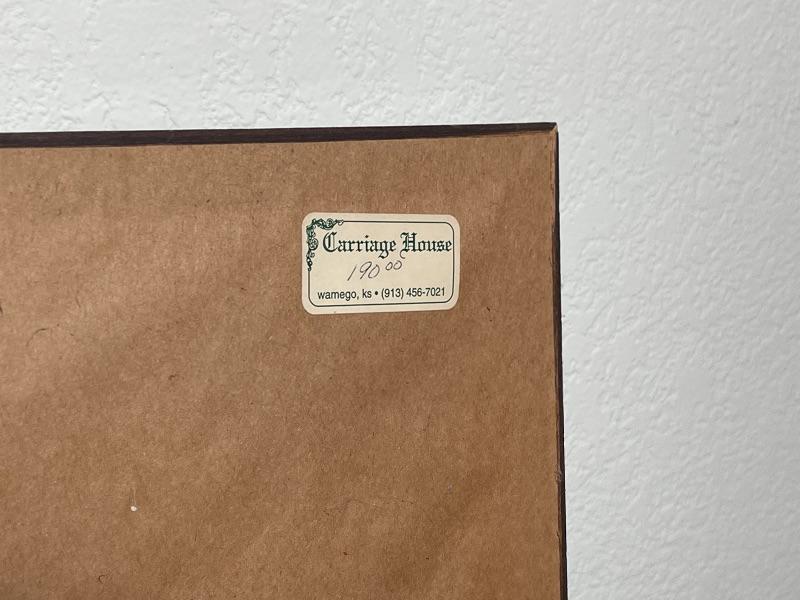 Carriage House
190 00
wamego, ks • (913) 456-7021